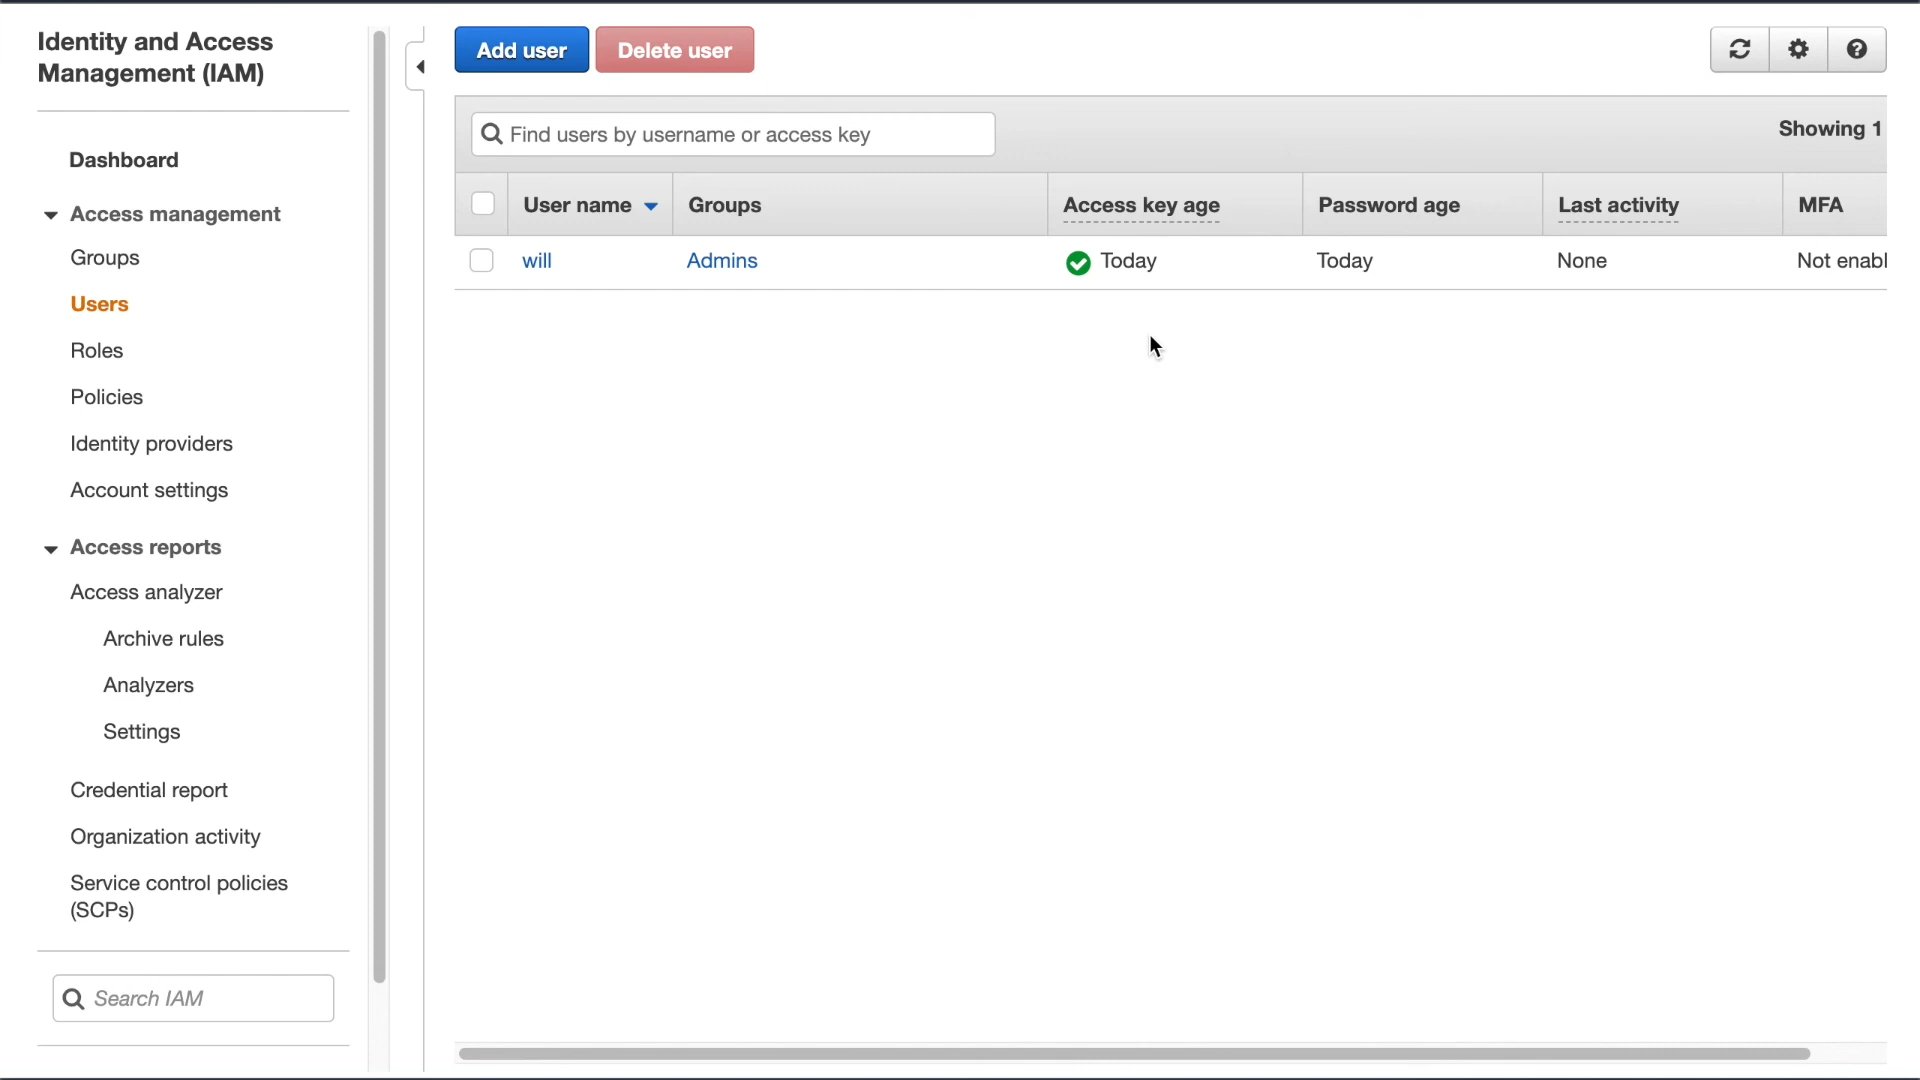 Identity and Access
Management (IAM)
Dashboard
Access management
Groups
Users
Roles
Policies
Identity providers
Account settings
Access reports
Access analyzer
Archive rules
Analyzers
Settings
Credential report
Organization activity
Service control policies
(SCPs)
Search IAM
Add user Delete user
Find users by username or access key
Showing 1
User name Groups Access key age Password age Last activity MFA
will Admins Today Today None Not enabl